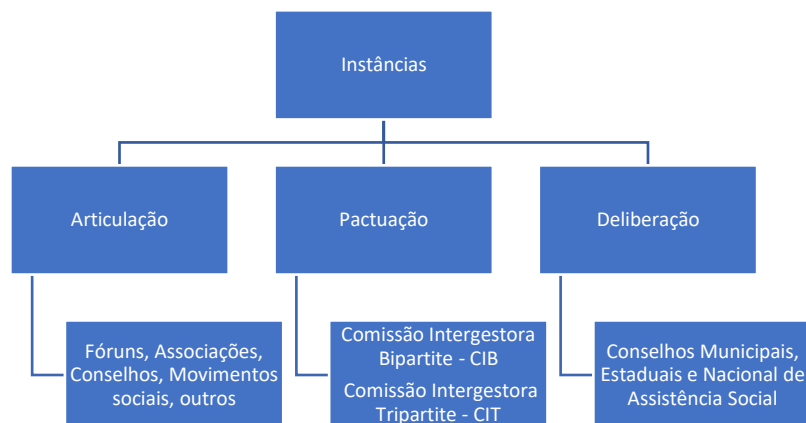 Instâncias
Articulação
Pactuação
Deliberação
Fóruns, Associações,
Conselhos, Movimentos
sociais, outros
Comissão Intergestora
Bipartite - CIB
Comissão Intergestora
Tripartite - CIT
Conselhos Municipais,
Estaduais e Nacional de
Assistência Social